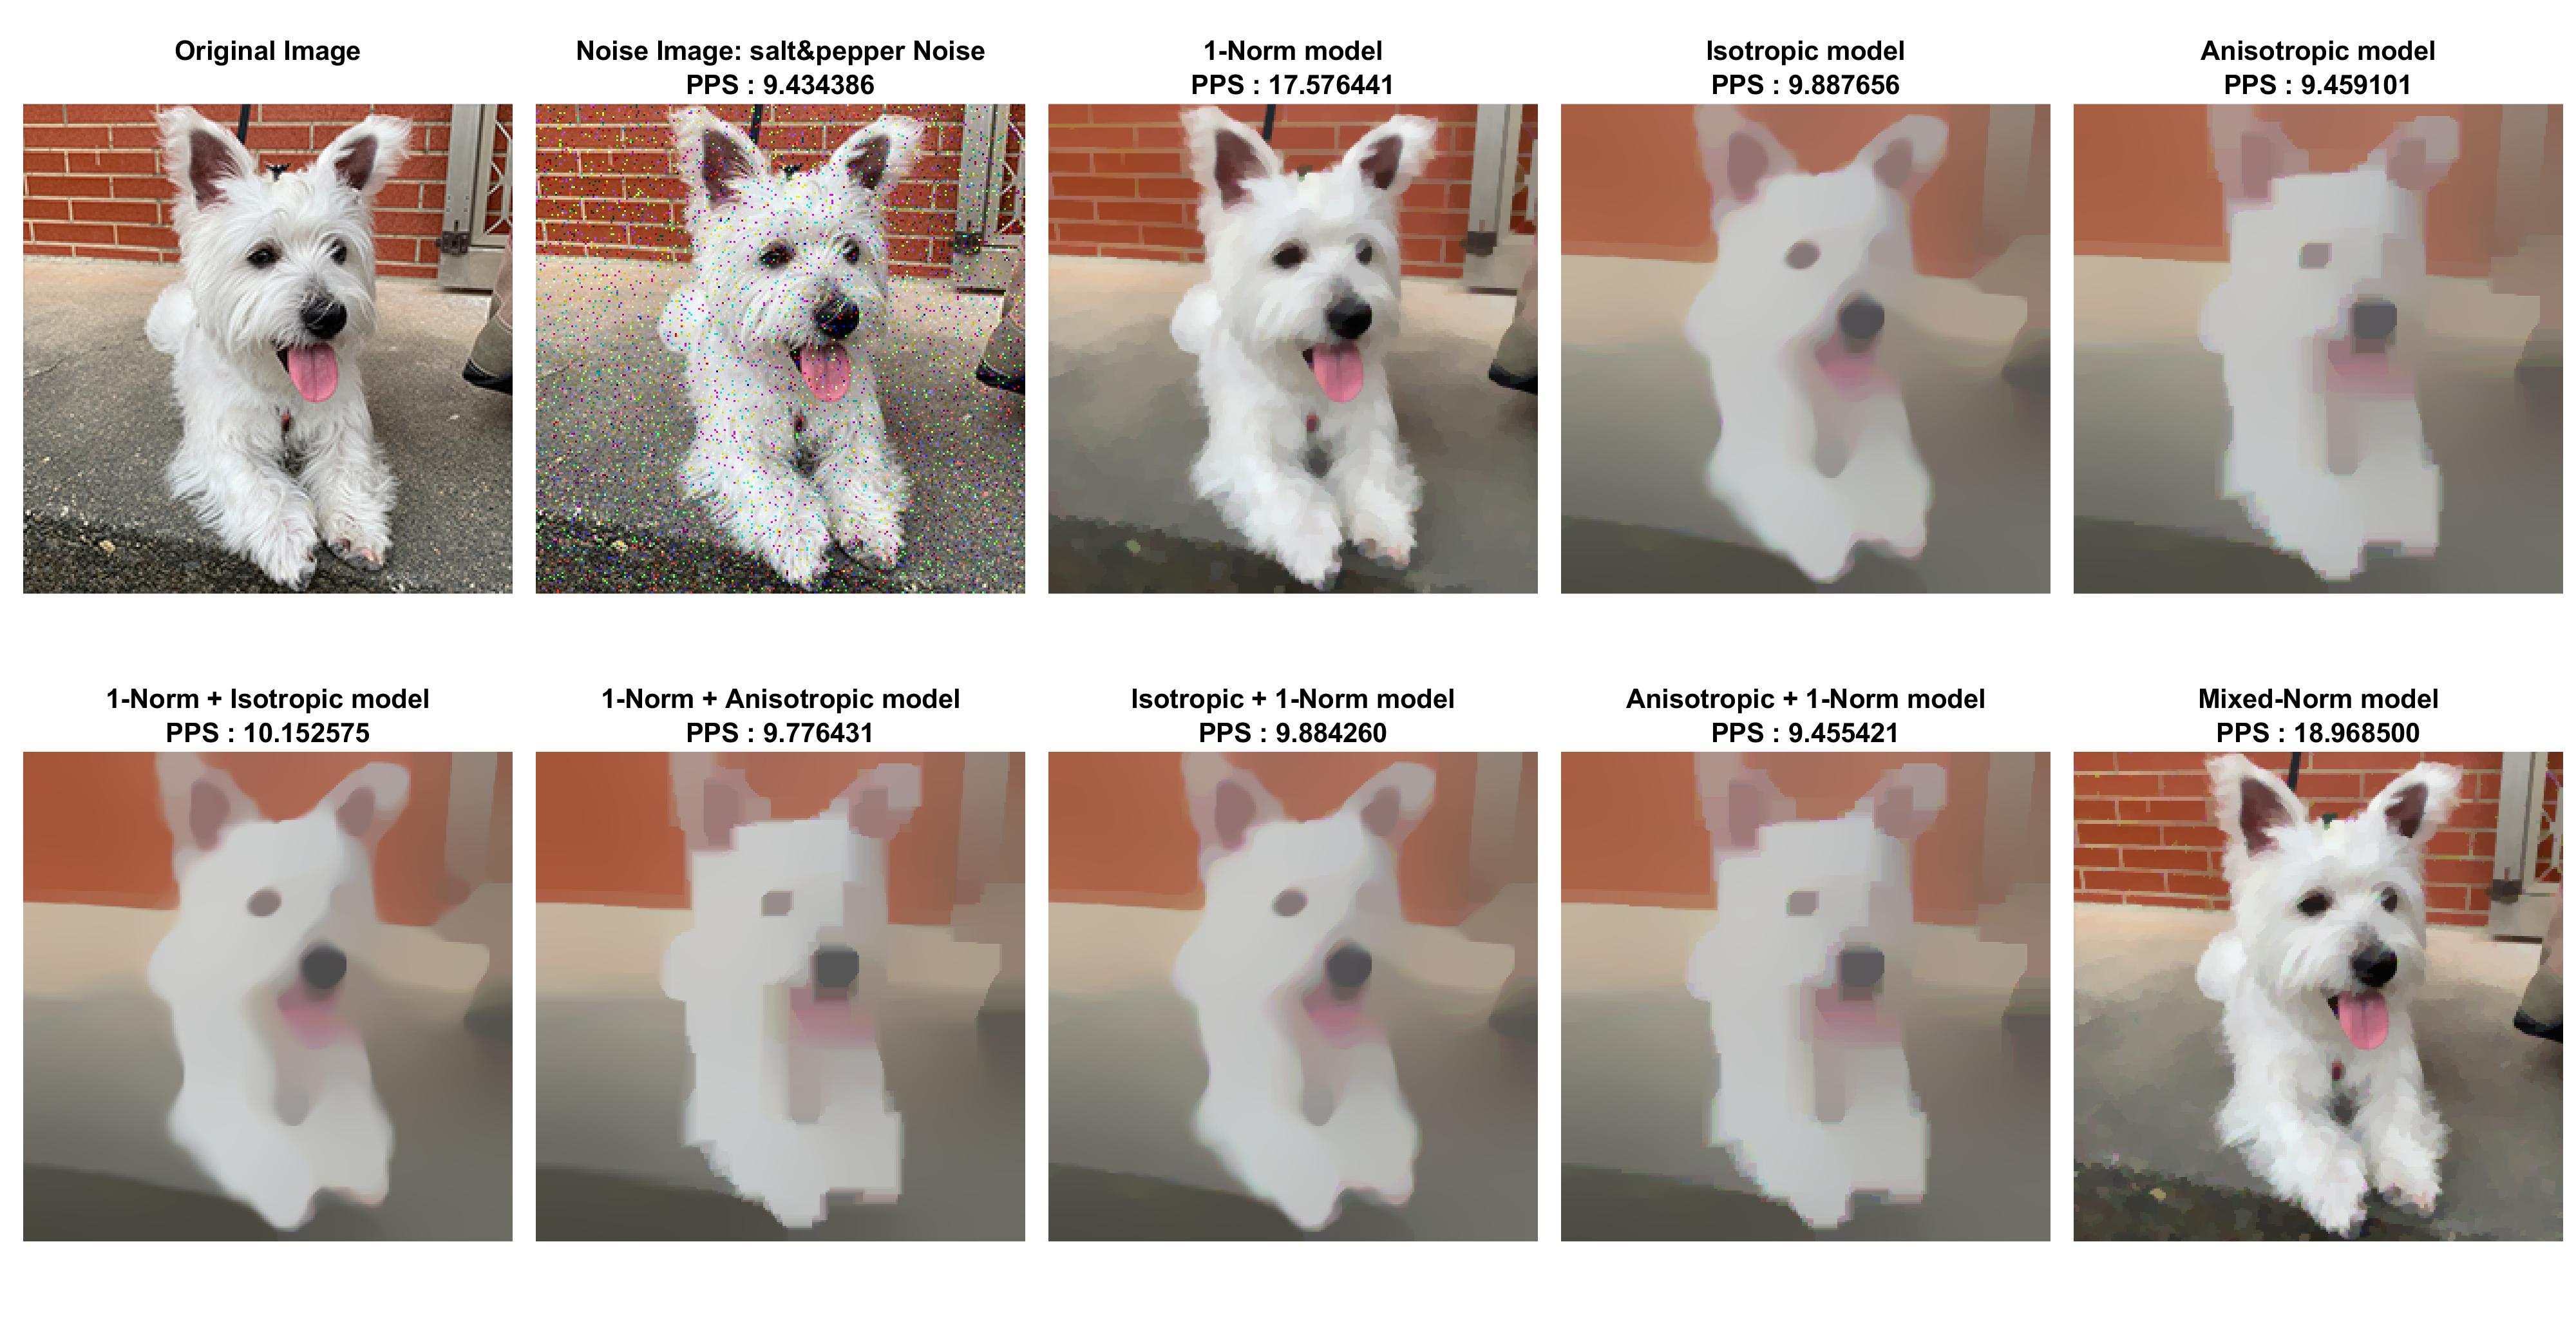 Original Image
Noise Image: salt&pepper Noise
PPS : 9.434386
1-Norm model
PPS : 17.576441
Isotropic model
PPS : 9.887656
Anisotropic model
PPS : 9.459101
1-Norm + Isotropic model
PPS : 10.152575
1-Norm + Anisotropic model
PPS : 9.776431
Isotropic + 1-Norm model
PPS : 9.884260
Anisotropic + 1-Norm model
PPS : 9.455421
Mixed-Norm model
PPS : 18.968500